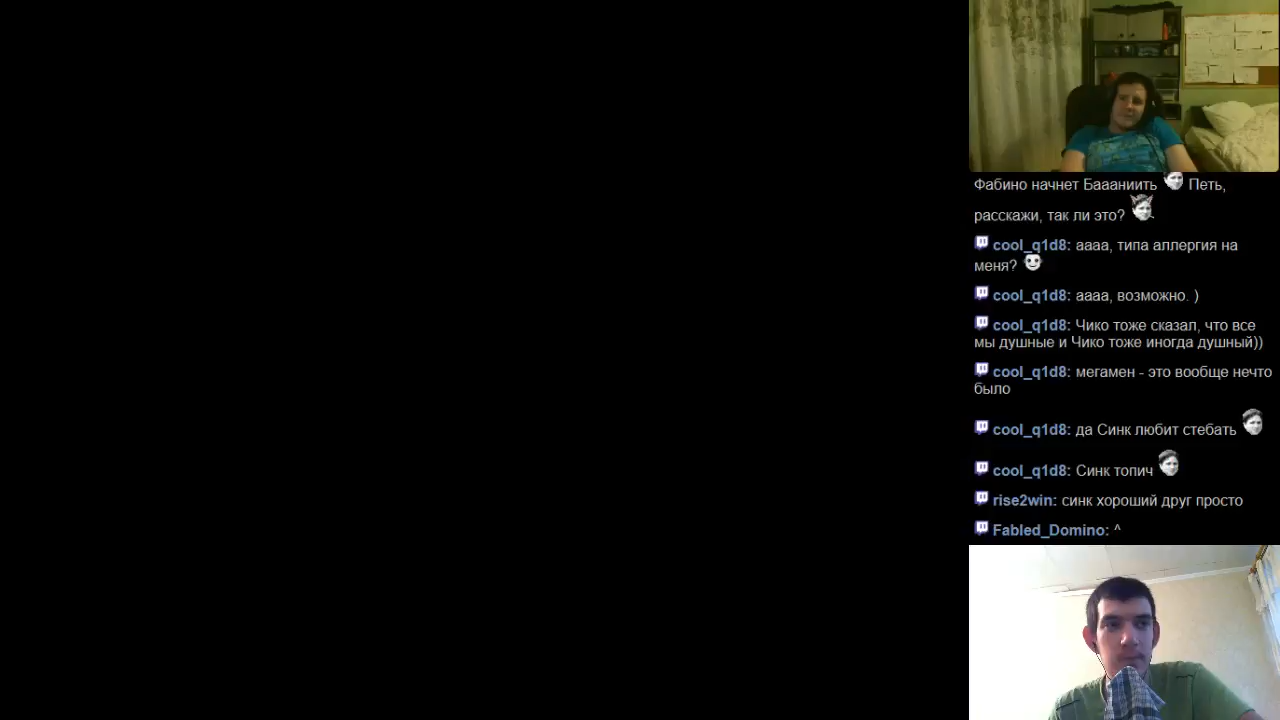 Фабино начнет Баааниить Петь,
расскажи, так ли это?
cool_q1d8: аааа, типа аллергия на
меня?
cool_q1d8: аааа, возможно. )
cool_q1d8: Чико тоже сказал, что все
мы душные и Чико тоже иногда душный))
cool_q1d8: мегамен - это вообще нечто
было
cool_q1d8: да Синк любит стебать
cool_q1d8: Синк топич
rise2win: синк хороший друг просто
Fabled_Domino: ^